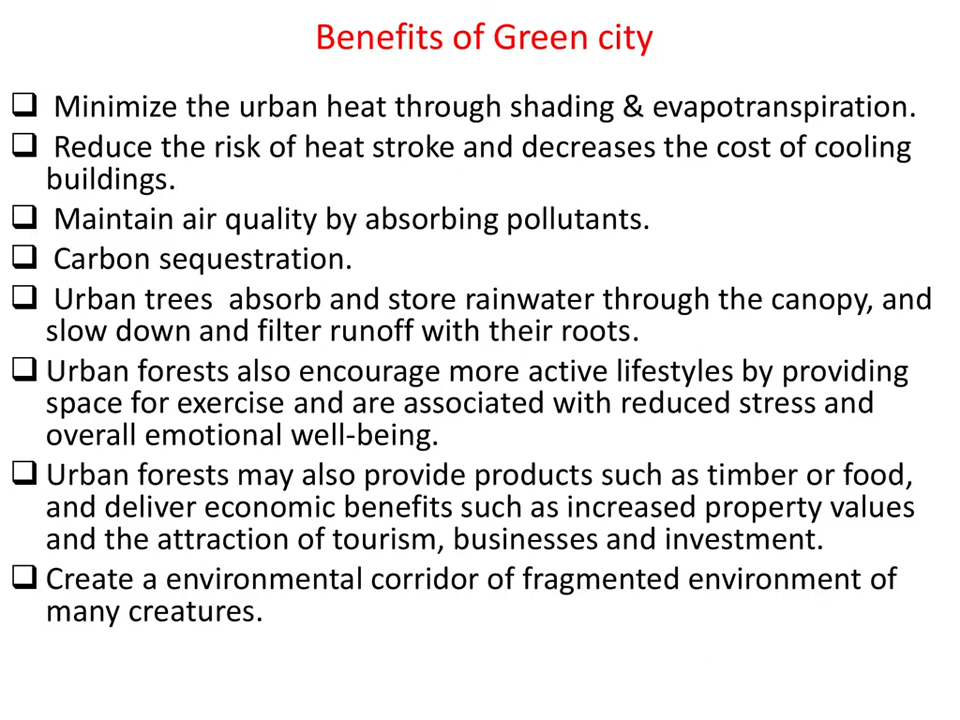 Benefits of Green city
❑ Minimize the urban heat through shading & evapotranspiration.
❑ Reduce the risk of heat stroke and decreases the cost of cooling
buildings.
❑ Maintain air quality by absorbing pollutants.
❑ Carbon sequestration.
❑ Urban trees  absorb and store rainwater through the canopy, and
slow down and filter runoff with their roots.
❑ Urban forests also encourage more active lifestyles by providing
space for exercise and are associated with reduced stress and
overall emotional well-being.
❑ Urban forests may also provide products such as timber or food,
and deliver economic benefits such as increased property values
and the attraction of tourism, businesses and investment.
❑ Create a environmental corridor of fragmented environment of
many creatures.